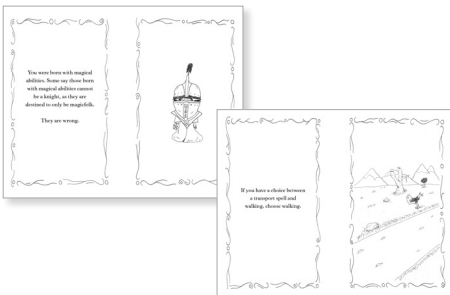 You were born with magical
abilities. Some say those born
with magical abilities cannot
be a knight, as they are
destined to only be magicfolk.
They are wrong.
If you have a choice between
a transport spell and
walking, choose walking.